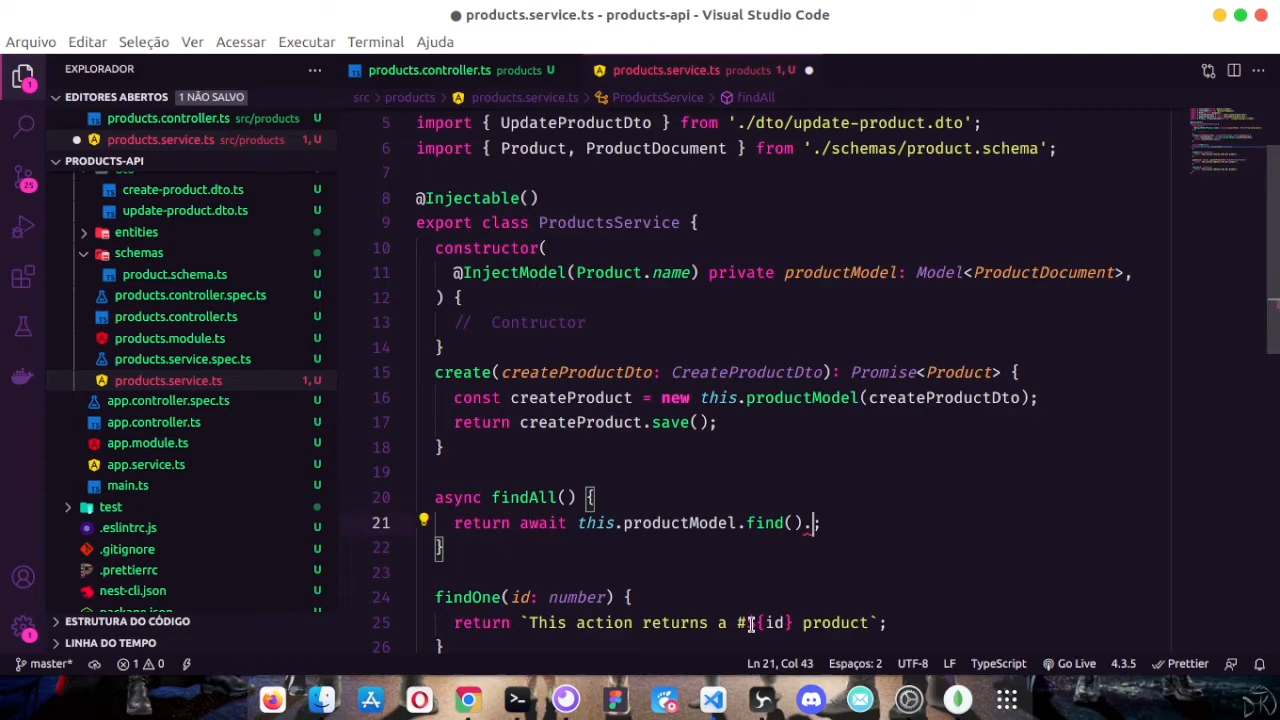 products.service.ts - products-api - Visual Studio Code
Arquivo Editar Seleção Ver Acessar Executar Terminal Ajuda
EXPLORADOR
products.controller.ts products U
products.service.ts products 1, U
EDITORES ABERTOS 1 NÃO SALVO
src > products > products.service.ts > ProductsService > findAll
products.controller.ts src/products U
products.service.ts src/products 1, U
PRODUCTS-API
create-product.dto.ts U
update-product.dto.ts U
entities
schemas
product.schema.ts U
products.controller.spec.ts U
products.controller.ts U
products.module.ts U
products.service.spec.ts U
products.service.ts 1, U
app.controller.spec.ts U
app.controller.ts U
app.module.ts U
app.service.ts U
main.ts U
test
.eslintrc.js U
.gitignore U
.prettierrc U
nest-cli.json U
package.json U
ESTRUTURA DO CÓDIGO
LINHA DO TEMPO
1
25
1
5 import { UpdateProductDto } from './dto/update-product.dto';
6 import { Product, ProductDocument } from './schemas/product.schema';
7
8 @Injectable()
9 export class ProductsService {
10 constructor(
11 @InjectModel(Product.name) private productModel: Model<ProductDocument>,
12 ) {
13 // Contructor
14 }
15 create(createProductDto: CreateProductDto): Promise<Product> {
16 const createProduct = new this.productModel(createProductDto);
17 return createProduct.save();
18 }
19
20 async findAll() {
21 return await this.productModel.find().;
22 }
23
24 findOne(id: number) {
25 return `This action returns a #${id} product`;
26 }
master* 1 0 Ln 21, Col 43 Espaços: 2 UTF-8 LF TypeScript Go Live 4.3.5 Prettier